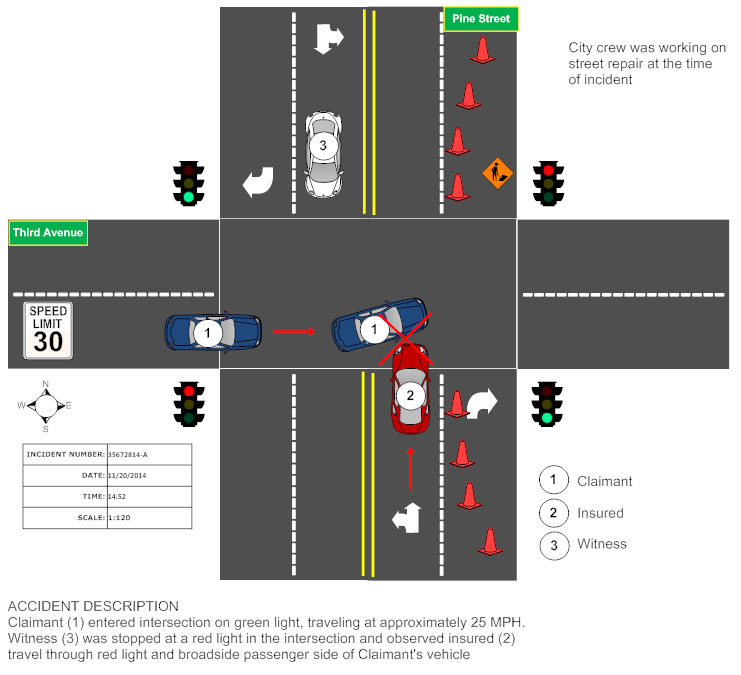 Pine Street
City crew was working on
street repair at the time
of incident
3
Third Avenue
SPEED
LIMIT
30
1
1
2
N
W E
S
INCIDENT NUMBER: 35672814-A
DATE: 11/20/2014
TIME: 14:52
SCALE: 1:120
1 Claimant
2 Insured
3 Witness
ACCIDENT DESCRIPTION
Claimant (1) entered intersection on green light, traveling at approximately 25 MPH.
Witness (3) was stopped at a red light in the intersection and observed insured (2)
travel through red light and broadside passenger side of Claimant's vehicle